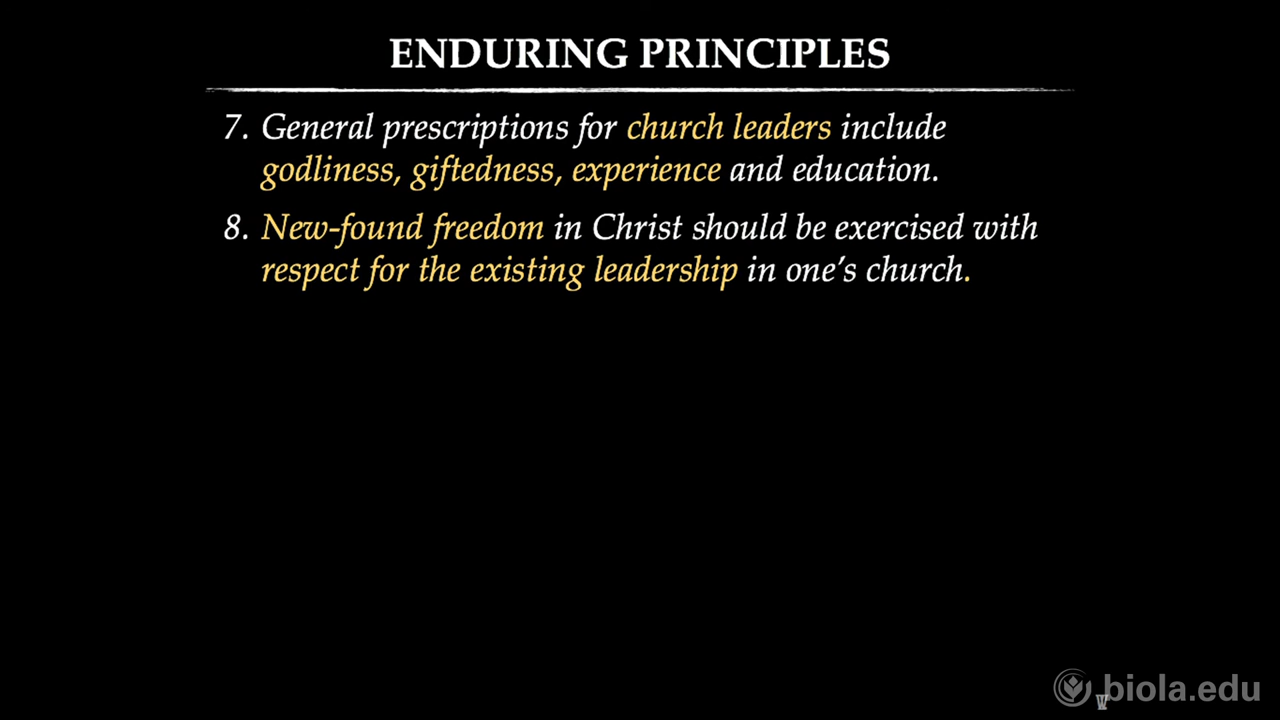 ENDURING PRINCIPLES
7. General prescriptions for church leaders include
godliness, giftedness, experience and education.
8. New-found freedom in Christ should be exercised with
respect for the existing leadership in one’s church.
biola.edu